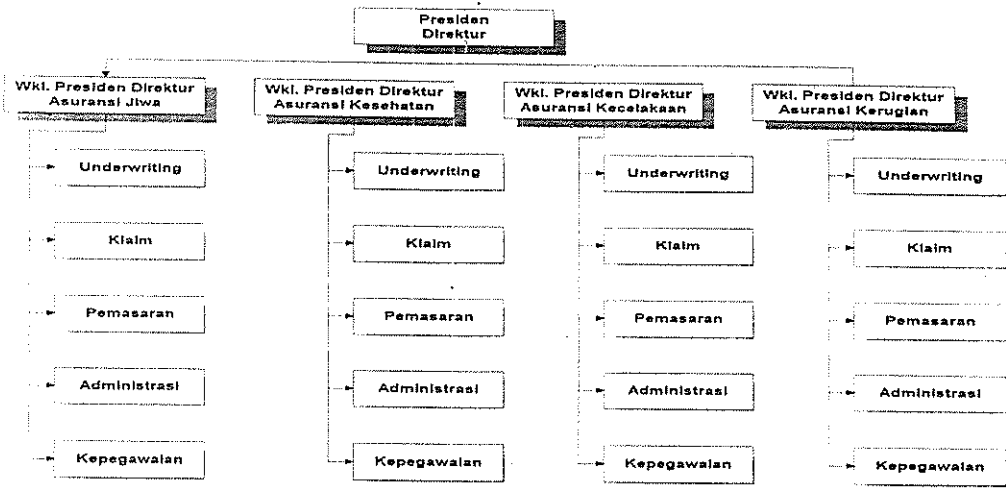 Presiden
Direktur
Wkl. Presiden Direktur
Asuransi Jiwa
Wkl. Presiden Direktur
Asuransi Kesehatan
Wkl. Presiden Direktur
Asuransi Kecelakaan
Wkl. Presiden Direktur
Asuransi Kerugian
Underwriting
Underwriting
Underwriting
Underwriting
Klaim
Klaim
Klaim
Klaim
Pemasaran
Pemasaran
Pemasaran
Pemasaran
Administrasi
Administrasi
Administrasi
Administrasi
Kepegawaian
Kepegawaian
Kepegawaian
Kepegawaian